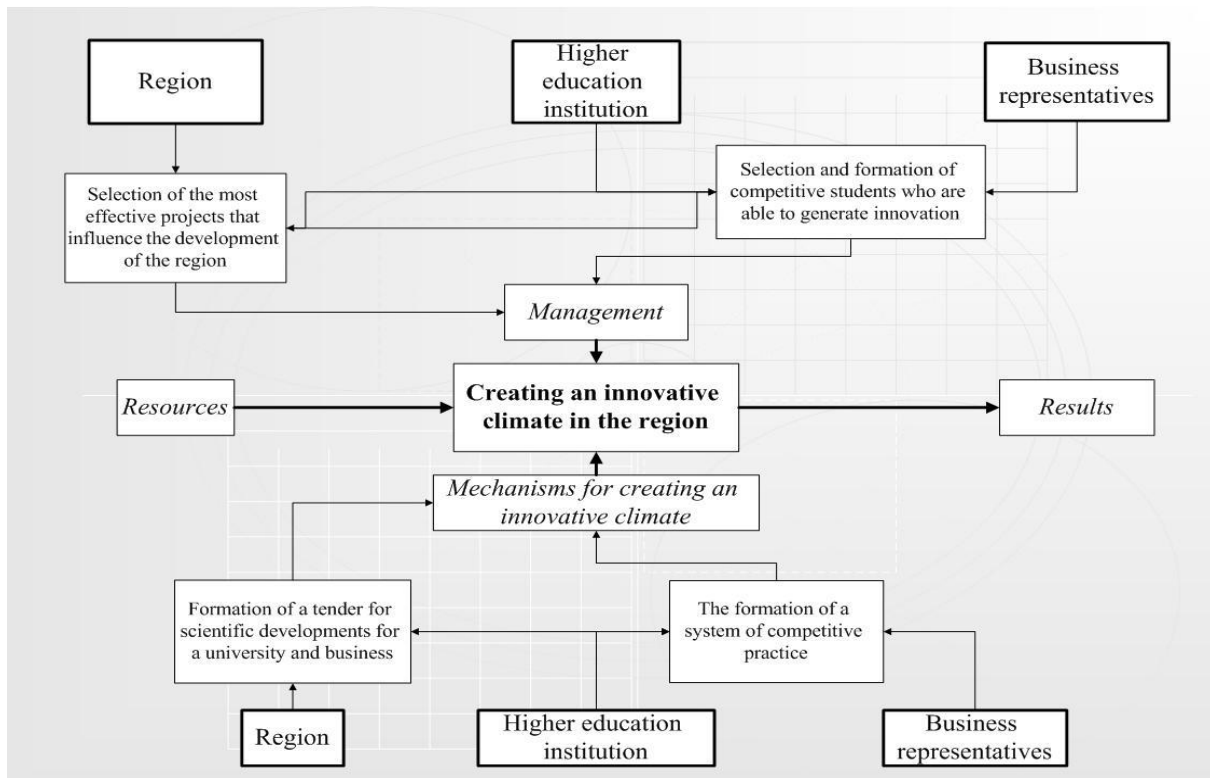 Region
Higher
education
institution
Business
representatives
Selection of the most
effective projects that
influence the development
of the region
Selection and formation of
competitive students who are
able to generate innovation
Management
Resources
Creating an innovative
climate in the region
Results
Mechanisms for creating an
innovative climate
Formation of a tender for
scientific developments for
a university and business
The formation of a
system of competitive
practice
Region
Higher education
institution
Business
representatives